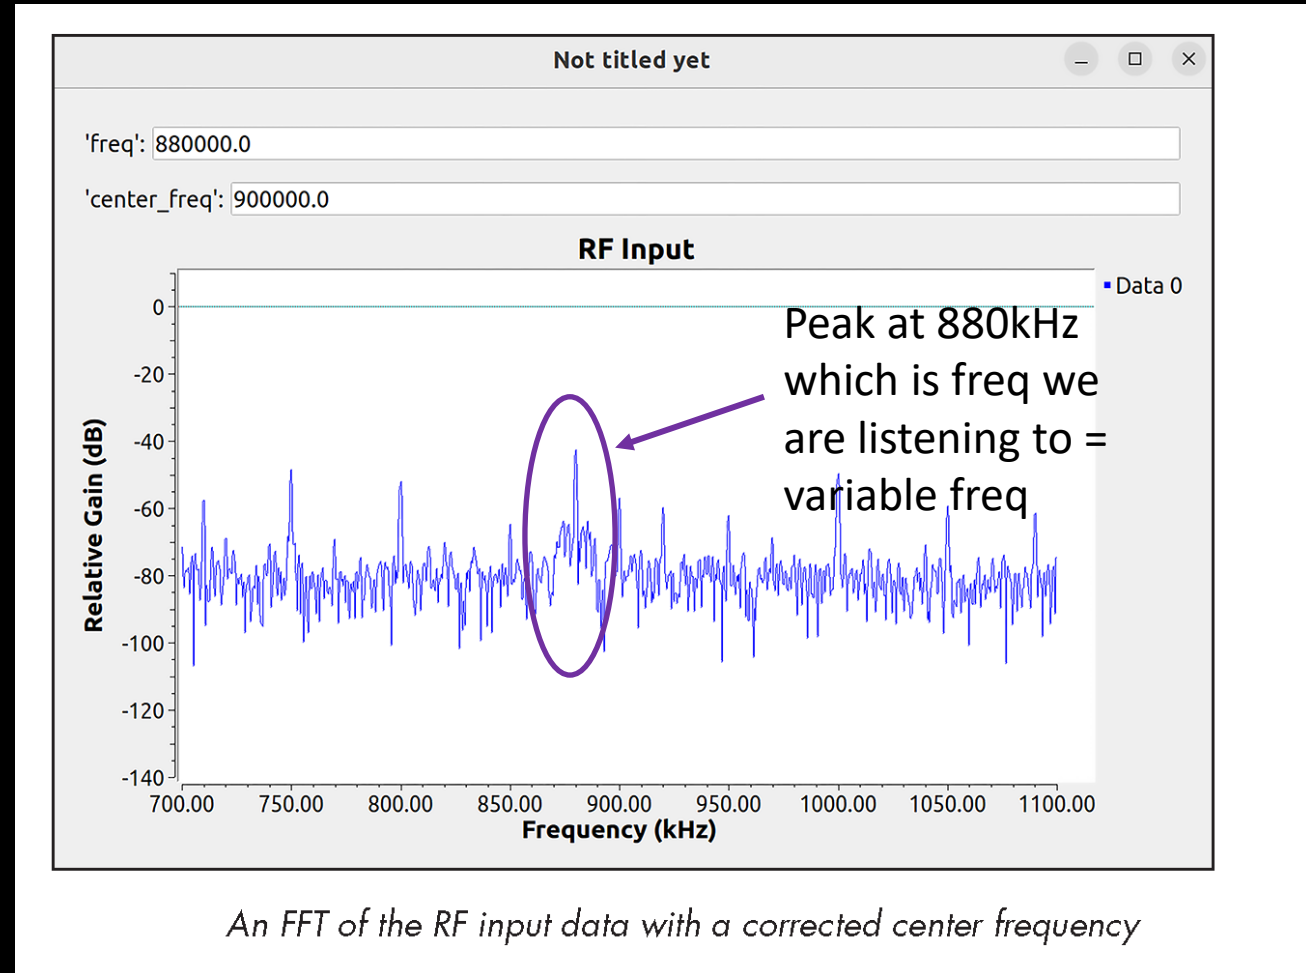 Not titled yet
'freq': 880000.0
'center_freq': 900000.0
RF Input
Data 0
Peak at 880kHz
which is freq we
are listening to =
variable freq
Relative Gain (dB)
0
-20
-40
-60
-80
-100
-120
-140
700.00 750.00 800.00 850.00 900.00 950.00 1000.00 1050.00 1100.00
Frequency (kHz)
An FFT of the RF input data with a corrected center frequency